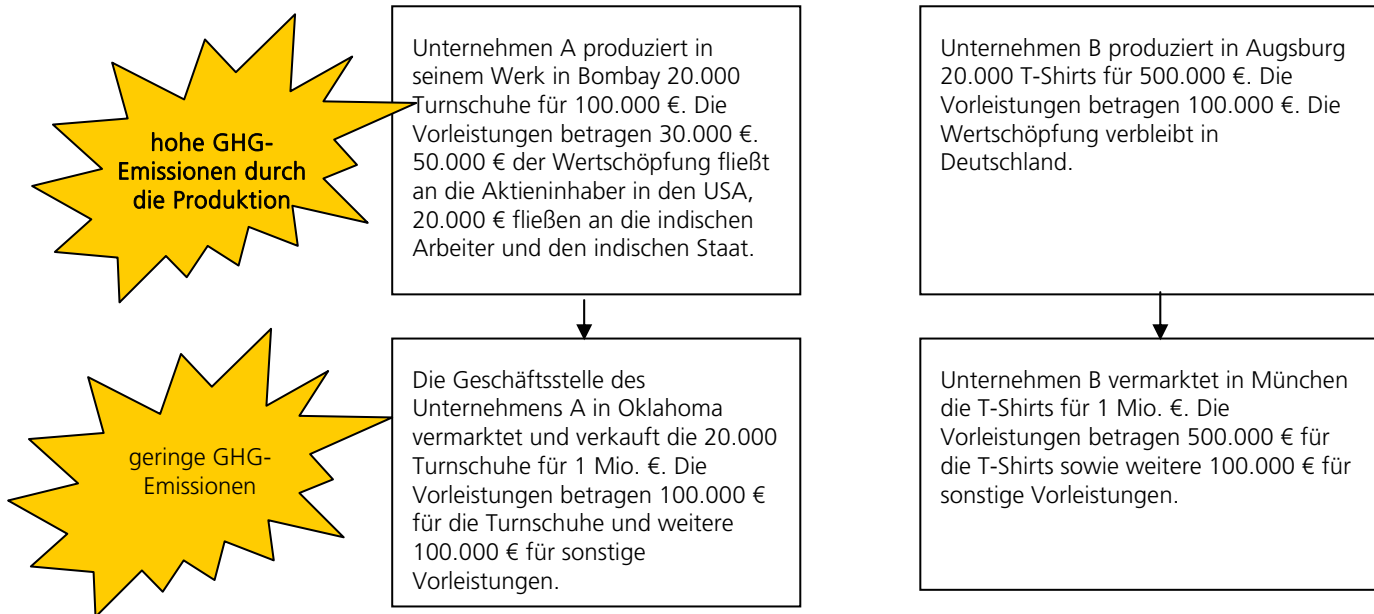 hohe GHG-
Emissionen durch
die Produktion
Unternehmen A produziert in
seinem Werk in Bombay 20.000
Turnschuhe für 100.000 €. Die
Vorleistungen betragen 30.000 €.
50.000 € der Wertschöpfung fließt
an die Aktieninhaber in den USA,
20.000 € fließen an die indischen
Arbeiter und den indischen Staat.
Unternehmen B produziert in Augsburg
20.000 T-Shirts für 500.000 €. Die
Vorleistungen betragen 100.000 €. Die
Wertschöpfung verbleibt in
Deutschland.
geringe GHG-
Emissionen
Die Geschäftsstelle des
Unternehmens A in Oklahoma
vermarktet und verkauft die 20.000
Turnschuhe für 1 Mio. €. Die
Vorleistungen betragen 100.000 €
für die Turnschuhe und weitere
100.000 € für sonstige
Vorleistungen.
Unternehmen B vermarktet in München
die T-Shirts für 1 Mio. €. Die
Vorleistungen betragen 500.000 € für
die T-Shirts sowie weitere 100.000 € für
sonstige Vorleistungen.